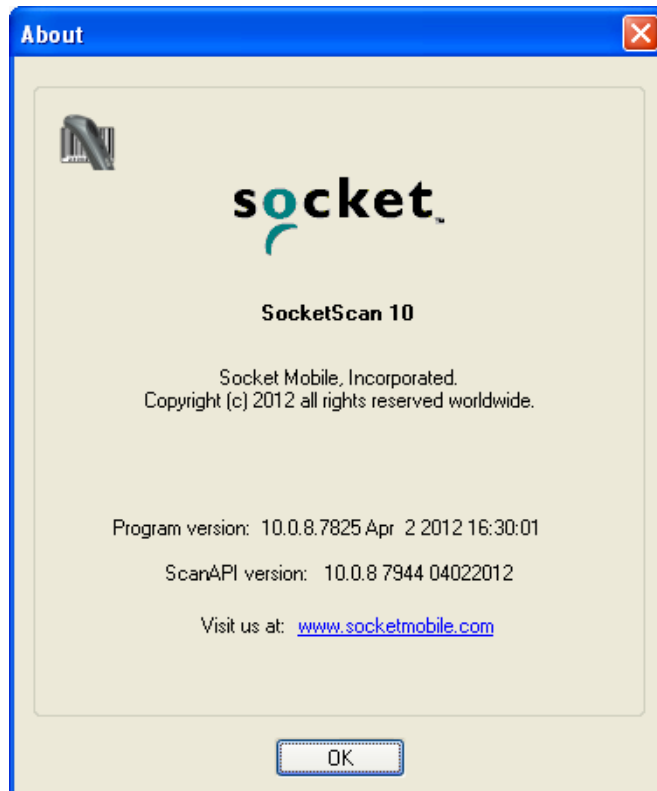 About
socket™
SocketScan 10
Socket Mobile, Incorporated.
Copyright (c) 2012 all rights reserved worldwide.
Program version: 10.0.8.7825 Apr 2 2012 16:30:01
ScanAPI version: 10.0.8 7944 04022012
Visit us at: www.socketmobile.com
OK